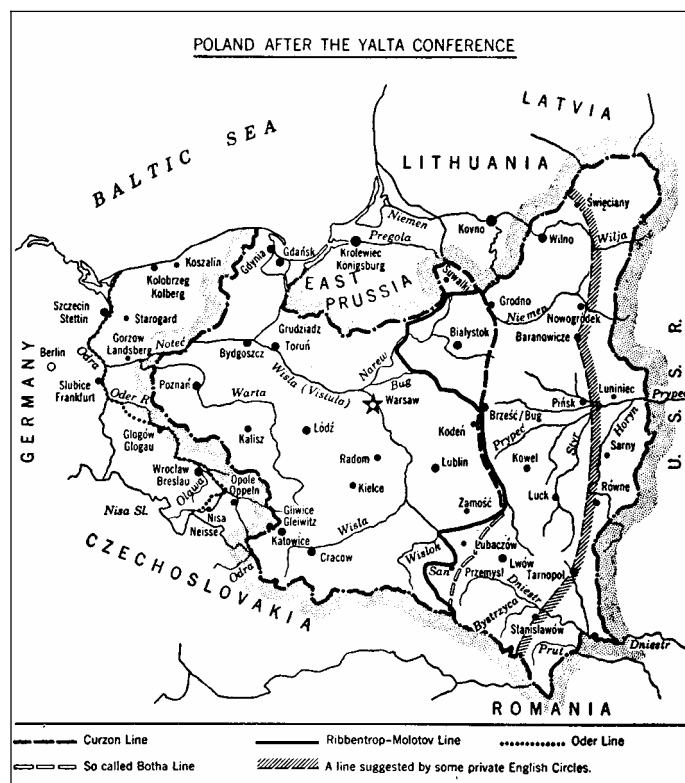 POLAND AFTER THE YALTA CONFERENCE
LATVIA
BALTIC SEA
LITHUANIA
Święciany
Niemen
Kovno
Wilno
Wilja
Pregola
Królewiec
Königsburg
Gdynia
Gdańsk
Koszalin
Kołobrzeg
Kolberg
EAST
PRUSSIA
Suwałki
Grodno
Niemen
Nowogródek
Szczecin
Stettin
Starogard
Grudziadz
Toruń
Białystok
Baranowicze
Gorzow
Landsberg
Noteć
Bydgoszcz
Berlin
Odra
Narew
Bug
Wisla (Vistula)
Słubice
Frankfurt
Poznań
Warta
Warsaw
Brześć/Bug
Pińsk
Luniniec
Prypeć
Oder R.
Kodeń
Prypeć
Horyn
U.S.S.R.
GERMANY
Głogów
Glogau
Kalisz
Łódź
Styr
Sarny
Radom
Lublin
Kowel
Wrocław
Breslau
Kielce
Luck
Równe
Oława
Opole
Oppeln
Zamość
Nisa Sl.
Nisa
Neisse
Gliwice
Gleiwitz
Katowice
Wisla
Cracow
Wisłok
San
Lubaczów
Lwów
Przemysl
Tarnopol
Dniestr
Odra
CZECHOSLOVAKIA
Bystrzyca
Stanisławów
Prut
Dniestr
ROMANIA
Curzon Line
Ribbentrop-Molotov Line
Oder Line
So called Botha Line
A line suggested by some private English Circles.